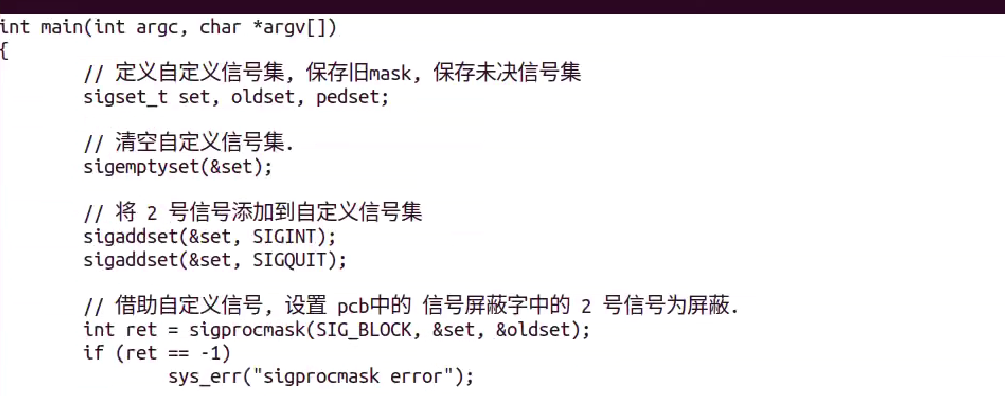 int main(int argc, char *argv[])
{
// 定义自定义信号集, 保存旧mask, 保存未决信号集
sigset_t set, oldset, pedset;
// 清空自定义信号集.
sigemptyset(&set);
// 将 2 号信号添加到自定义信号集
sigaddset(&set, SIGINT);
sigaddset(&set, SIGQUIT);
// 借助自定义信号, 设置 pcb中的 信号屏蔽字中的 2 号信号为屏蔽.
int ret = sigprocmask(SIG_BLOCK, &set, &oldset);
if (ret == -1)
sys_err("sigprocmask error");